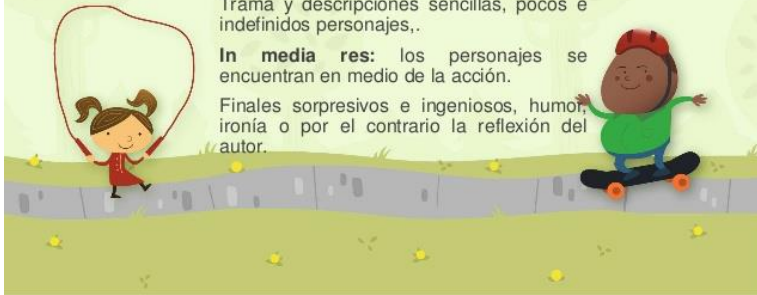 Trama y descripciones sencillas, pocos e
indefinidos personajes,.
In media res: los personajes se
encuentran en medio de la acción.
Finales sorpresivos e ingeniosos, humor,
ironía o por el contrario la reflexión del
autor.